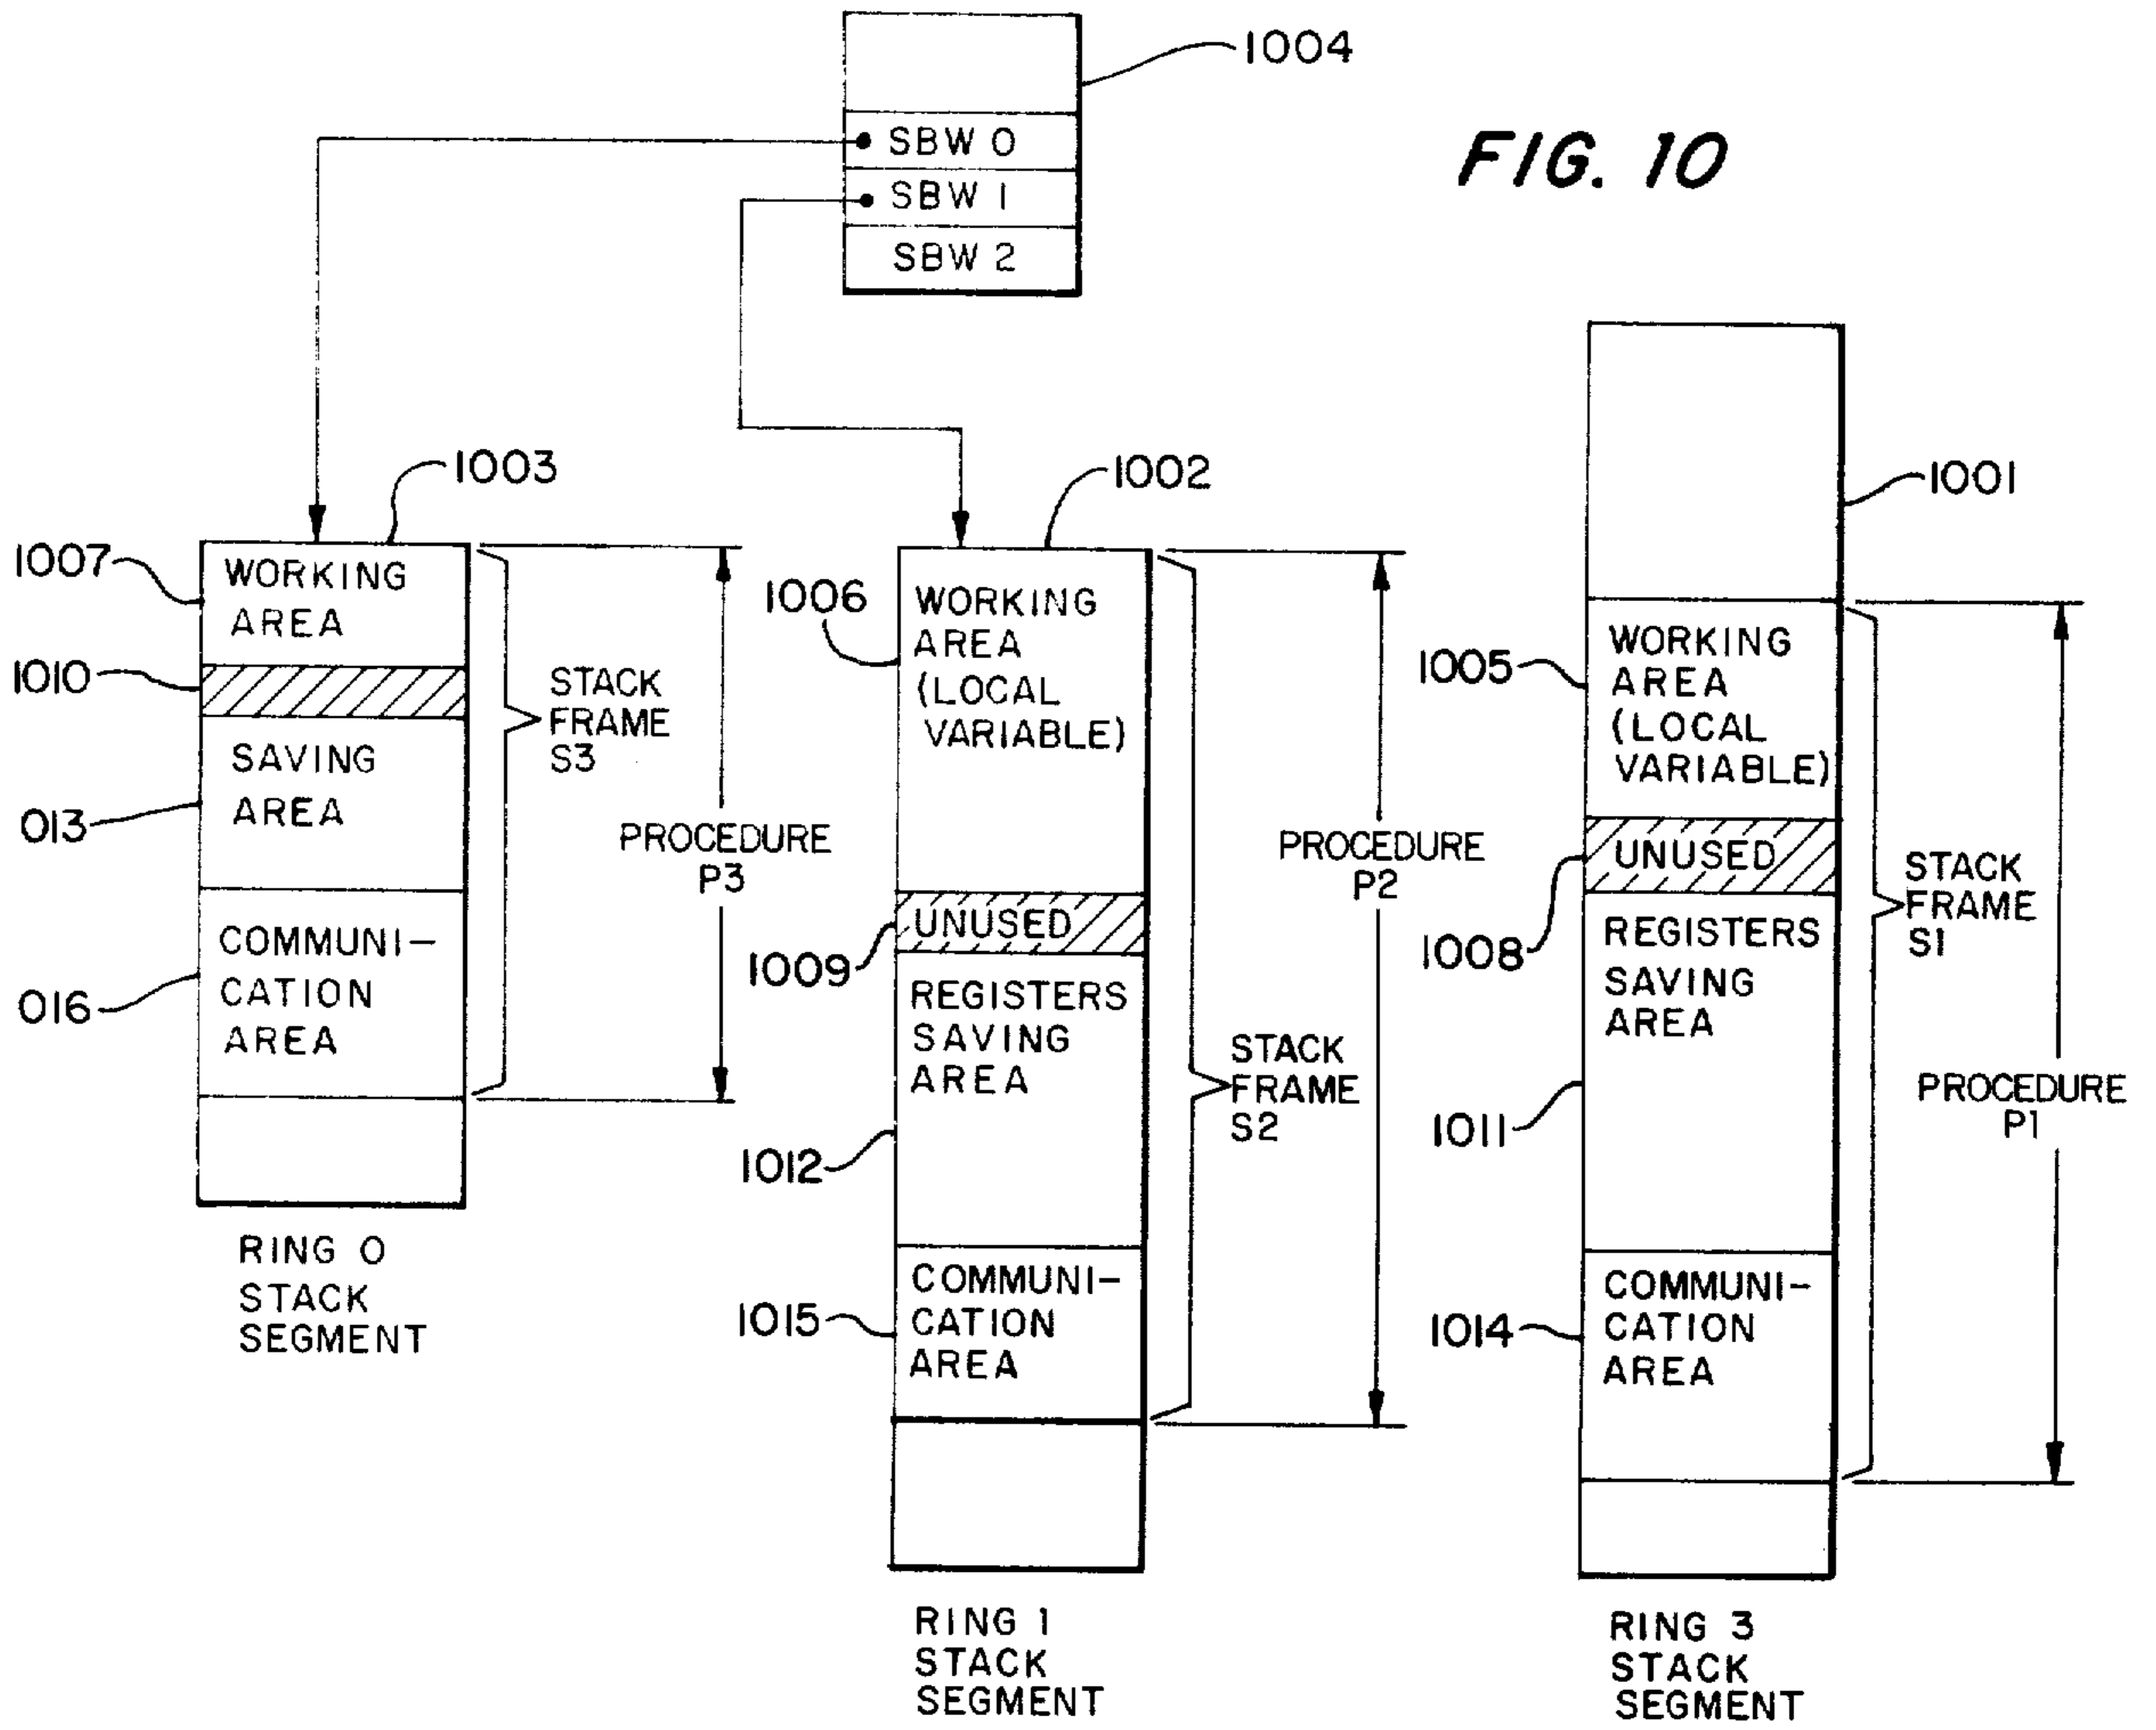 FIG. 10
1004
SBW 0
SBW 1
SBW 2
1003
1007
WORKING
AREA
1010
SAVING
AREA
013
COMMUNI-
CATION
AREA
016
STACK
FRAME
S3
PROCEDURE
P3
RING 0
STACK
SEGMENT
1002
1006
WORKING
AREA
(LOCAL
VARIABLE)
UNUSED
1009
REGISTERS
SAVING
AREA
1012
COMMUNI-
CATION
AREA
1015
STACK
FRAME
S2
PROCEDURE
P2
RING 1
STACK
SEGMENT
1001
1005
WORKING
AREA
(LOCAL
VARIABLE)
UNUSED
1008
REGISTERS
SAVING
AREA
1011
COMMUNI-
CATION
AREA
1014
STACK
FRAME
S1
PROCEDURE
P1
RING 3
STACK
SEGMENT